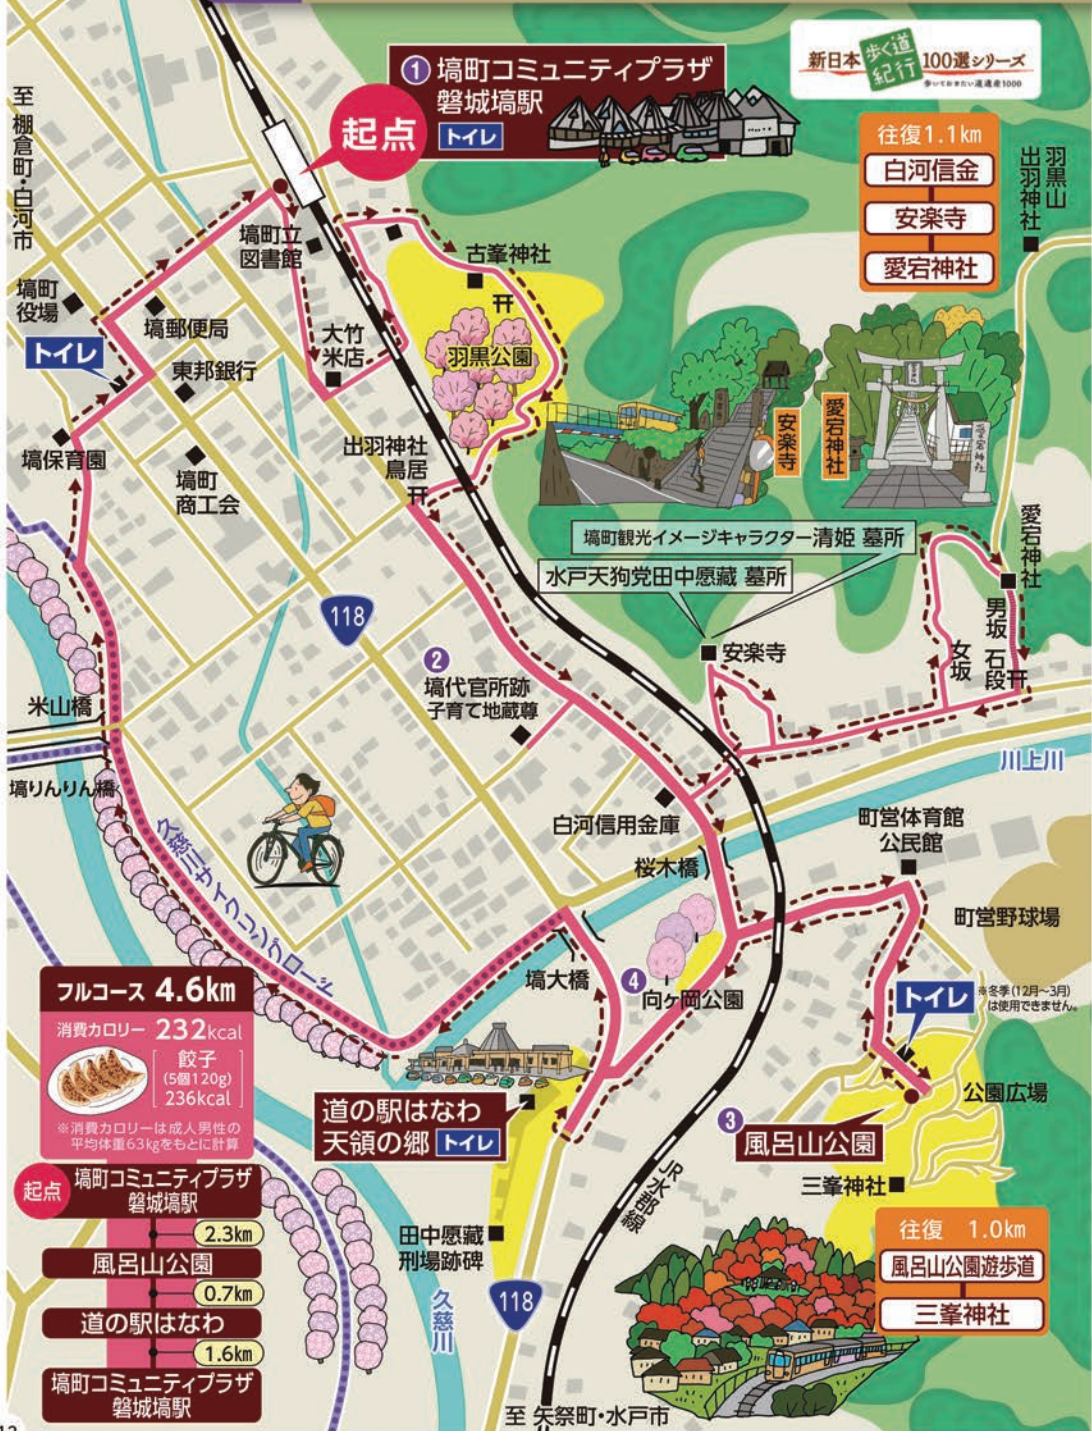 ①塙町コミュニティプラザ
磐城塙駅
トイレ
起点
新日本
歩く道
紀行
100選シリーズ
歩いておきたい道遺産1000
往復1.1km
白河信金
安楽寺
愛宕神社
羽黒山
出羽神社
至 棚倉町・白河市
塙町立
図書館
古峯神社
塙町
役場
塙郵便局
トイレ
東邦銀行
大竹
米店
羽黒公園
塙保育園
塙町
商工会
出羽神社
鳥居
安楽寺
愛宕神社
愛宕神社
塙町観光イメージキャラクター清姫 墓所
水戸天狗党田中愿蔵 墓所
愛宕神社
男坂
石段
女坂
118
②
塙代官所跡
子育て地蔵尊
安楽寺
米山橋
塙りんりん橋
川上川
久慈川サイクリングロード
白河信用金庫
桜木橋
町営体育館
公民館
町営野球場
塙大橋
④
向ヶ岡公園
トイレ
※冬季(12月〜3月)
は使用できません。
フルコース 4.6km
消費カロリー 232kcal
餃子
(5個120g)
236kcal
※消費カロリーは成人男性の
平均体重63kgをもとに計算
道の駅はなわ
天領の郷 トイレ
公園広場
③
風呂山公園
三峯神社
起点
塙町コミュニティプラザ
磐城塙駅
2.3km
風呂山公園
0.7km
道の駅はなわ
1.6km
塙町コミュニティプラザ
磐城塙駅
JR水郡線
田中愿蔵
刑場跡碑
118
久慈川
往復 1.0km
風呂山公園遊歩道
三峯神社
至 矢祭町・水戸市